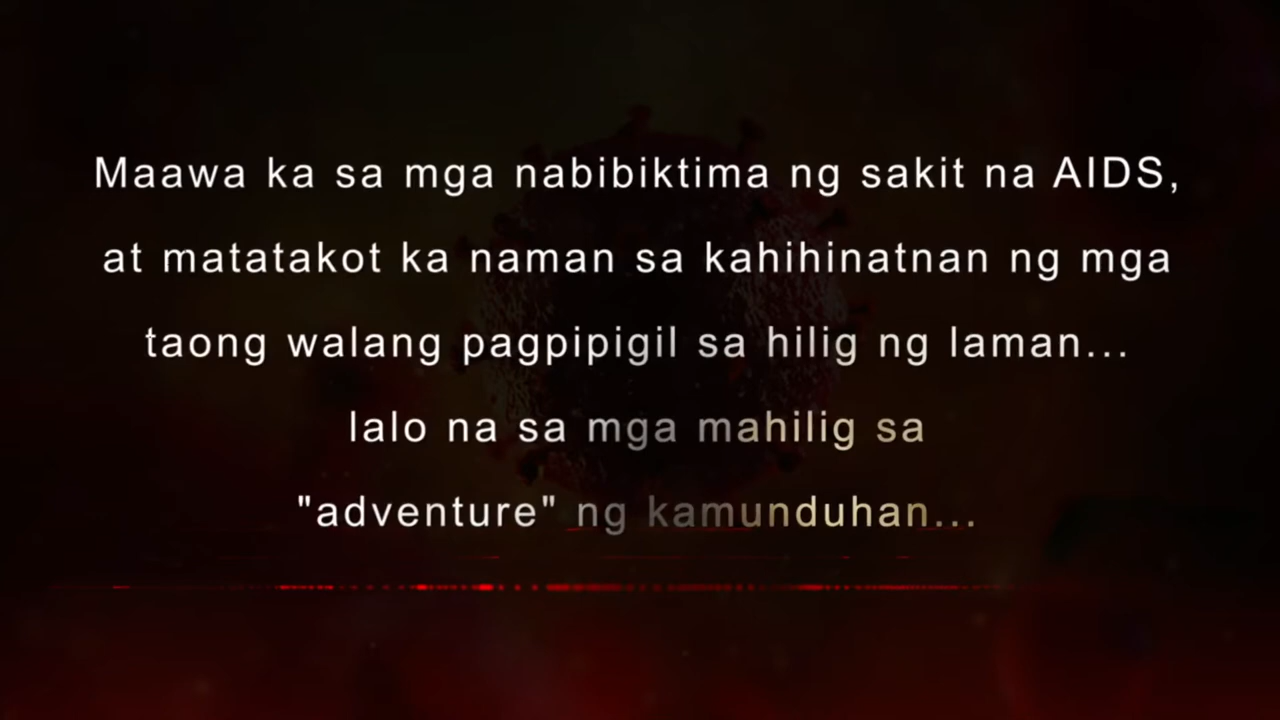 Maawa ka sa mga nabibiktima ng sakit na AIDS,
at matatakot ka naman sa kahihinatnan ng mga
taong walang pagpipigil sa hilig ng laman...
lalo na sa mga mahilig sa
"adventure" ng kamunduhan...